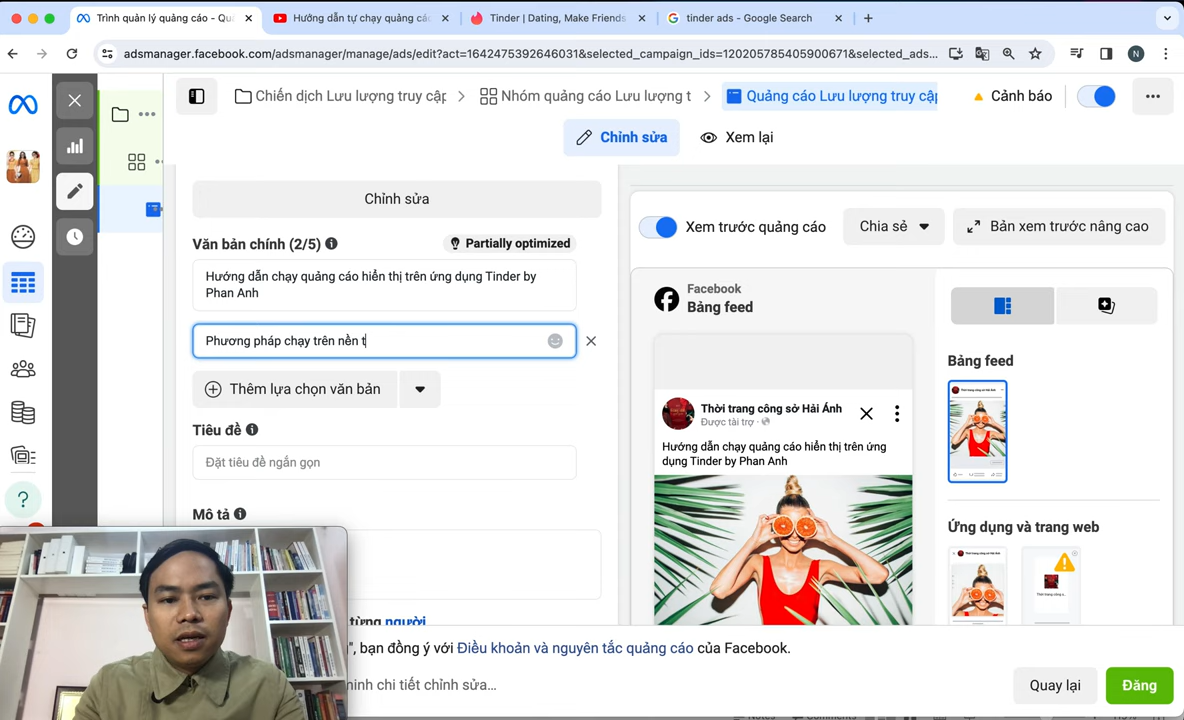 Trình quản lý quảng cáo - Quả
Hướng dẫn tự chạy quảng cá
Tinder | Dating, Make Friends
tinder ads - Google Search
adsmanager.facebook.com/adsmanager/manage/ads/edit?act=1642475392646031&selected_campaign_ids=120205785405900671&selected_ads...
N
Chiến dịch Lưu lượng truy cập
Nhóm quảng cáo Lưu lượng t
Quảng cáo Lưu lượng truy cập
Cảnh báo
Chỉnh sửa
Xem lại
Chỉnh sửa
Văn bản chính (2/5)
Partially optimized
Hướng dẫn chạy quảng cáo hiển thị trên ứng dụng Tinder by
Phan Anh
Phương pháp chạy trên nền t
Thêm lựa chọn văn bản
Tiêu đề
Đặt tiêu đề ngắn gọn
Mô tả
từng người
Xem trước quảng cáo
Chia sẻ
Bản xem trước nâng cao
Facebook
Bảng feed
Thời trang công sở Hải Ánh
Được tài trợ
Hướng dẫn chạy quảng cáo hiển thị trên ứng
dụng Tinder by Phan Anh
Bảng feed
Ứng dụng và trang web
", bạn đồng ý với Điều khoản và nguyên tắc quảng cáo của Facebook.
minh chi tiết chỉnh sửa...
Quay lại
Đăng